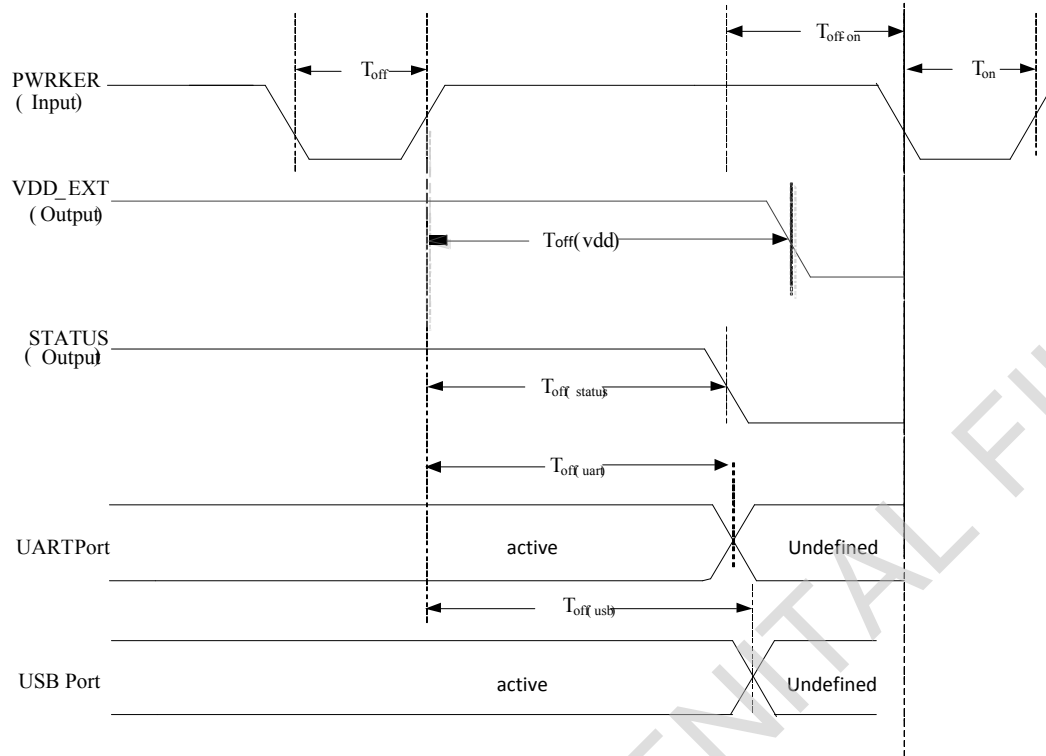 Toff-on
Toff
Ton
PWRKER
( Input)
VDD_EXT
(Output)
Toff(vdd)
STATUS
( Output)
Toff( status)
Toff( uart)
UARTPort
active
Undefined
Toff( usb)
USB Port
active
Undefined